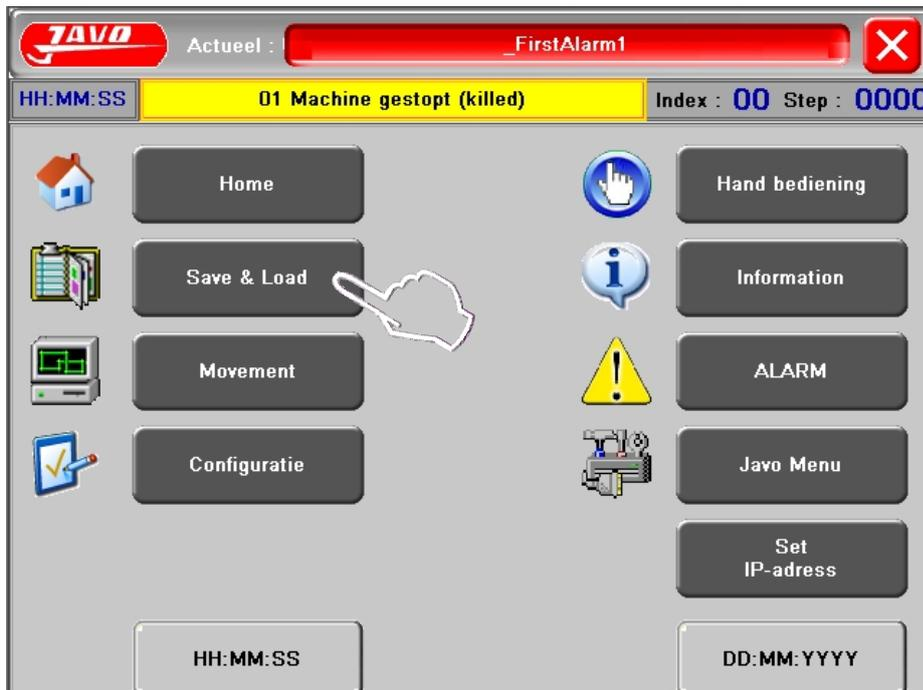 JAVO
Actueel :
_FirstAlarm1
HH:MM:SS
01 Machine gestopt (killed)
Index : 00 Step : 0000
Home
Hand bediening
Save & Load
Information
Movement
ALARM
Configuratie
Javo Menu
Set
IP-adress
HH:MM:SS
DD:MM:YYYY